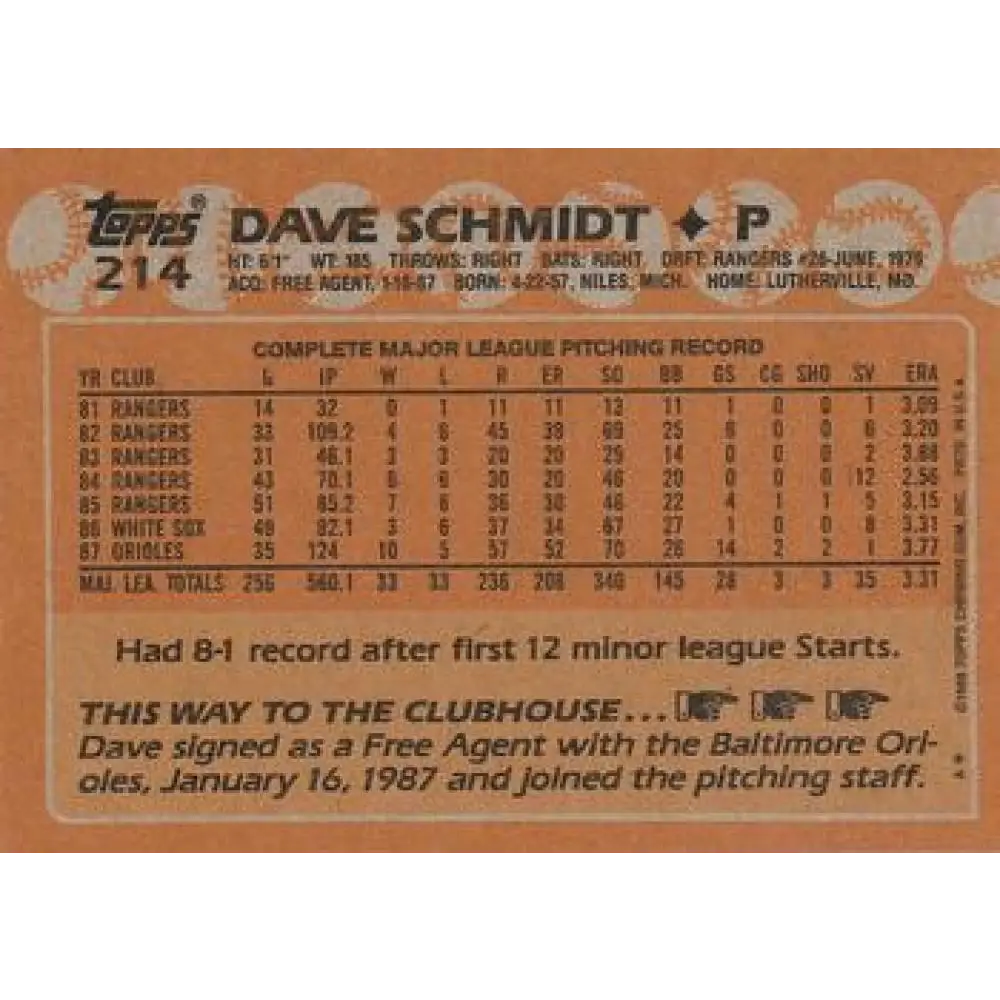 topps® DAVE SCHMIDT ✦ P
214 HT: 6'1" WT: 185 THROWS: RIGHT BATS: RIGHT DRFT: RANGERS #26-JUNE, 1979
ACQ: FREE AGENT, 1-16-87 BORN: 4-22-57, NILES, MICH. HOME: LUTHERVILLE, MD.
COMPLETE MAJOR LEAGUE PITCHING RECORD
YR CLUB G IP W L R ER SO BB GS CG SHO SV ERA
81 RANGERS 14 32 0 1 11 11 13 11 1 0 0 1 3.09
82 RANGERS 33 109.2 4 6 45 39 69 25 8 0 0 6 3.20
83 RANGERS 31 46.1 3 3 20 20 29 14 0 0 0 2 3.88
84 RANGERS 43 70.1 6 6 30 20 46 20 0 0 0 12 2.56
85 RANGERS 51 85.2 7 6 36 30 46 22 4 1 1 5 3.15
86 WHITE SOX 49 92.1 3 6 37 34 67 27 1 0 0 8 3.31
87 ORIOLES 35 124 10 5 57 52 70 26 14 2 2 1 3.77
MAJ. LEA. TOTALS 256 560.1 33 33 236 206 340 145 28 3 3 35 3.31
Had 8-1 record after first 12 minor league Starts.
THIS WAY TO THE CLUBHOUSE...
Dave signed as a Free Agent with the Baltimore Ori-
oles, January 16, 1987 and joined the pitching staff.
©1988 TOPPS CHEWING GUM, INC. PRTD. IN U.S.A.